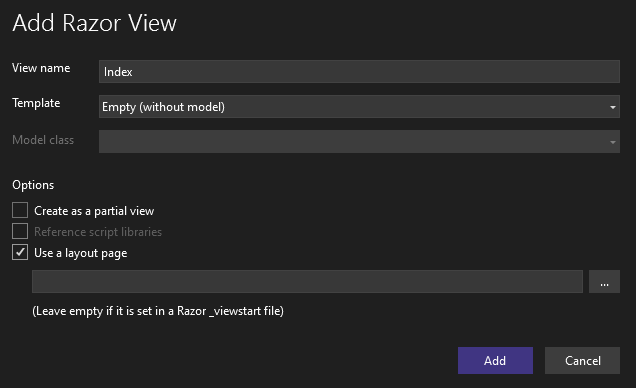 Add Razor View
View name Index
Template Empty (without model)
Model class
Options
Create as a partial view
Reference script libraries
Use a layout page
...
(Leave empty if it is set in a Razor _viewstart file)
Add Cancel